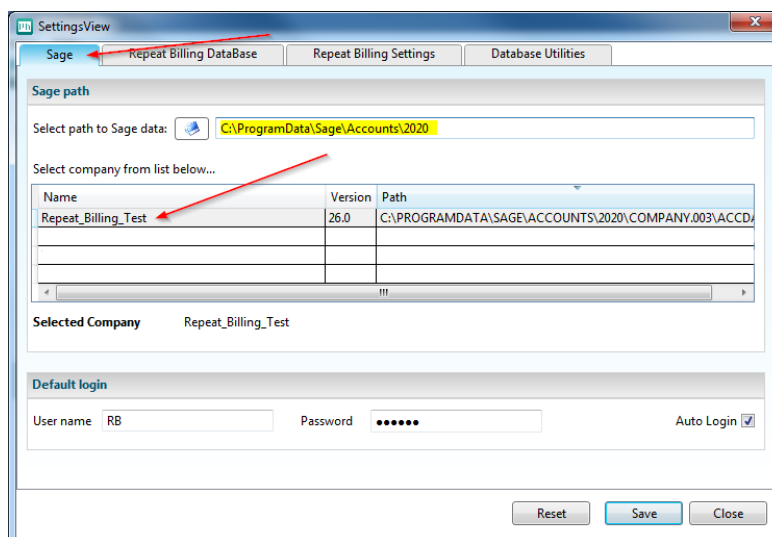 SettingsView
Sage Repeat Billing DataBase Repeat Billing Settings Database Utilities
Sage path
Select path to Sage data: C:\ProgramData\Sage\Accounts\2020
Select company from list below...
Name Version Path
Repeat_Billing_Test 26.0 C:\PROGRAMDATA\SAGE\ACCOUNTS\2020\COMPANY.003\ACCDA
Selected Company Repeat_Billing_Test
Default login
User name RB Password ●●●●●● Auto Login
Reset Save Close